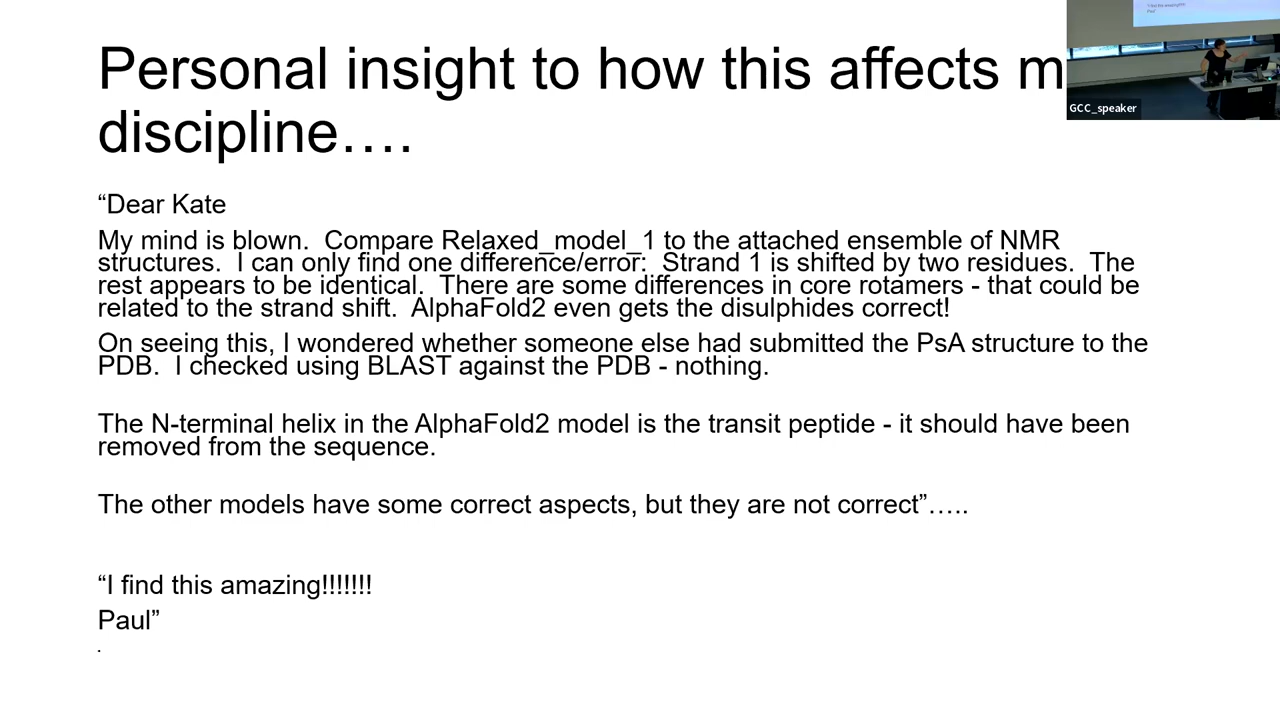 Personal insight to how this affects m
discipline….
“Dear Kate
My mind is blown.  Compare Relaxed_model_1 to the attached ensemble of NMR
structures.  I can only find one difference/error:  Strand 1 is shifted by two residues.  The
rest appears to be identical.  There are some differences in core rotamers - that could be
related to the strand shift.  AlphaFold2 even gets the disulphides correct!
On seeing this, I wondered whether someone else had submitted the PsA structure to the
PDB.  I checked using BLAST against the PDB - nothing.
The N-terminal helix in the AlphaFold2 model is the transit peptide - it should have been
removed from the sequence.
The other models have some correct aspects, but they are not correct”…..
“I find this amazing!!!!!!!
Paul”
.
GCC_speaker